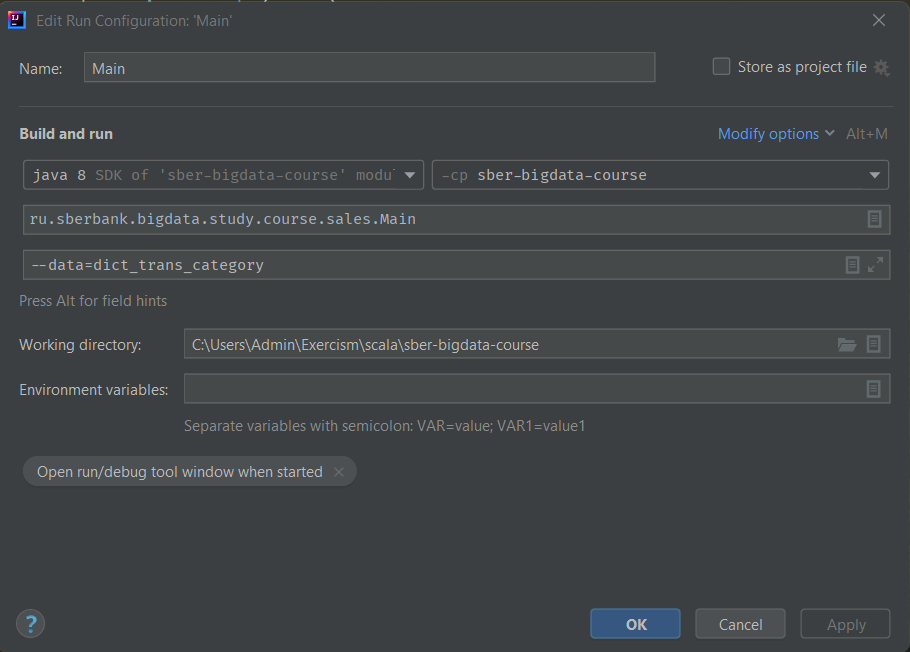 Edit Run Configuration: 'Main'
Name: Main Store as project file
Build and run Modify options Alt+M
java 8 SDK of 'sber-bigdata-course' modul -cp sber-bigdata-course
ru.sberbank.bigdata.study.course.sales.Main
--data=dict_trans_category
Press Alt for field hints
Working directory: C:\Users\Admin\Exercism\scala\sber-bigdata-course
Environment variables:
Separate variables with semicolon: VAR=value; VAR1=value1
Open run/debug tool window when started ×
? OK Cancel Apply